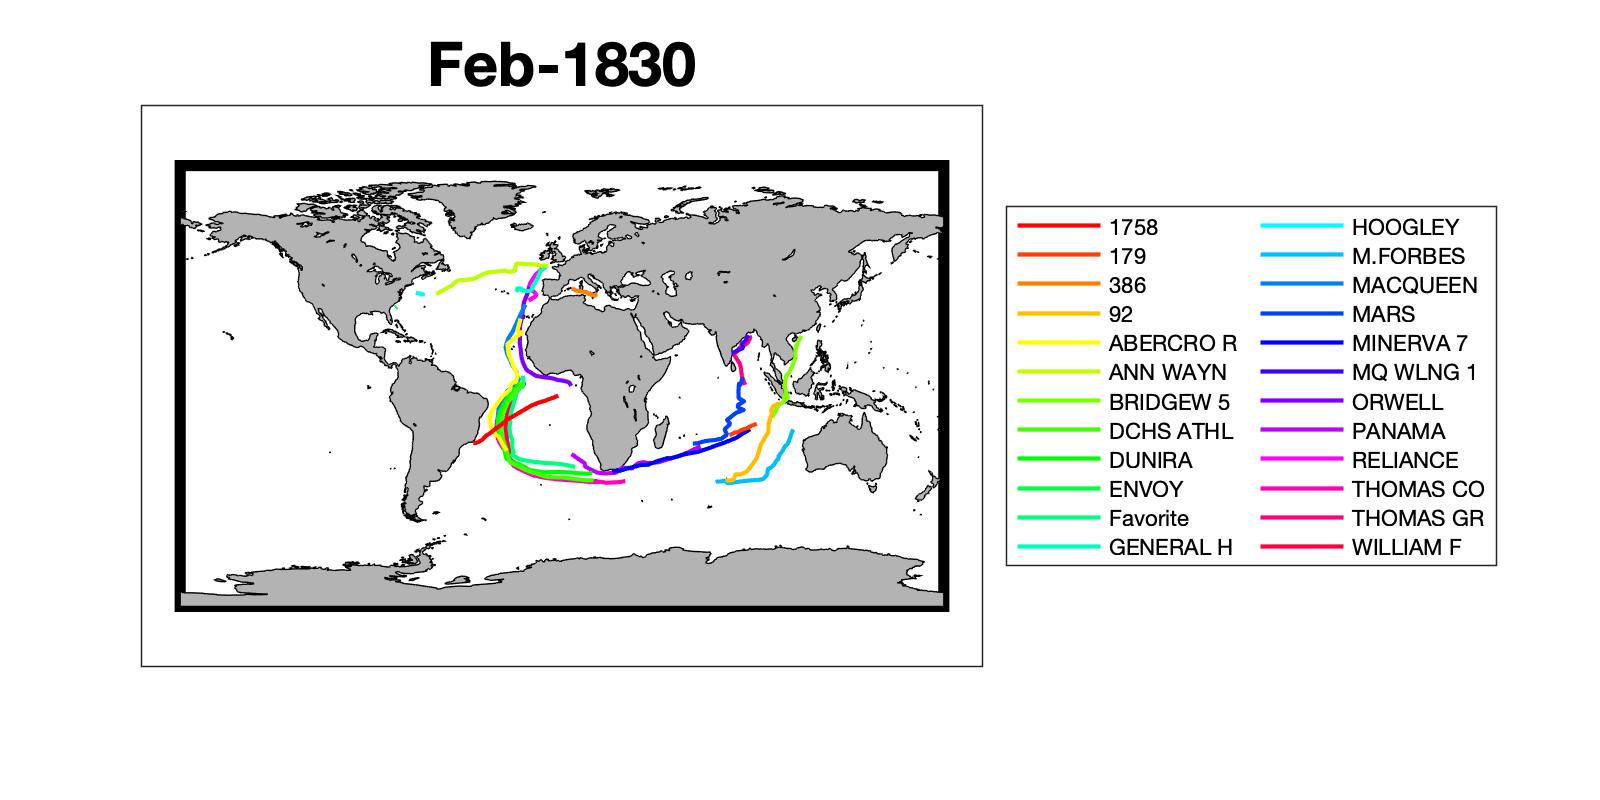 Feb-1830
1758
179
386
92
ABERCRO R
ANN WAYN
BRIDGEW 5
DCHS ATHL
DUNIRA
ENVOY
Favorite
GENERAL H
HOOGLEY
M.FORBES
MACQUEEN
MARS
MINERVA 7
MQ WLNG 1
ORWELL
PANAMA
RELIANCE
THOMAS CO
THOMAS GR
WILLIAM F